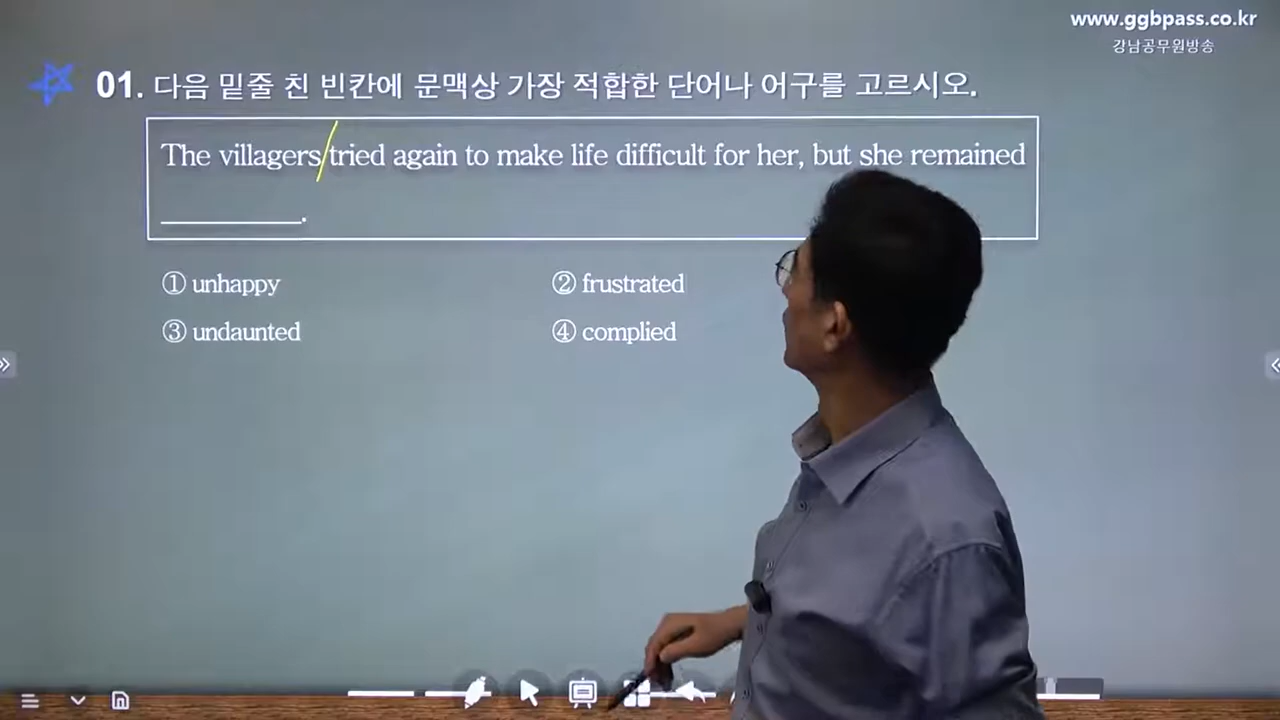 www.ggbpass.co.kr
강남공무원방송
01. 다음 밑줄 친 빈칸에 문맥상 가장 적합한 단어나 어구를 고르시오.
The villagers tried again to make life difficult for her, but she remained
__________.
① unhappy
② frustrated
③ undaunted
④ complied